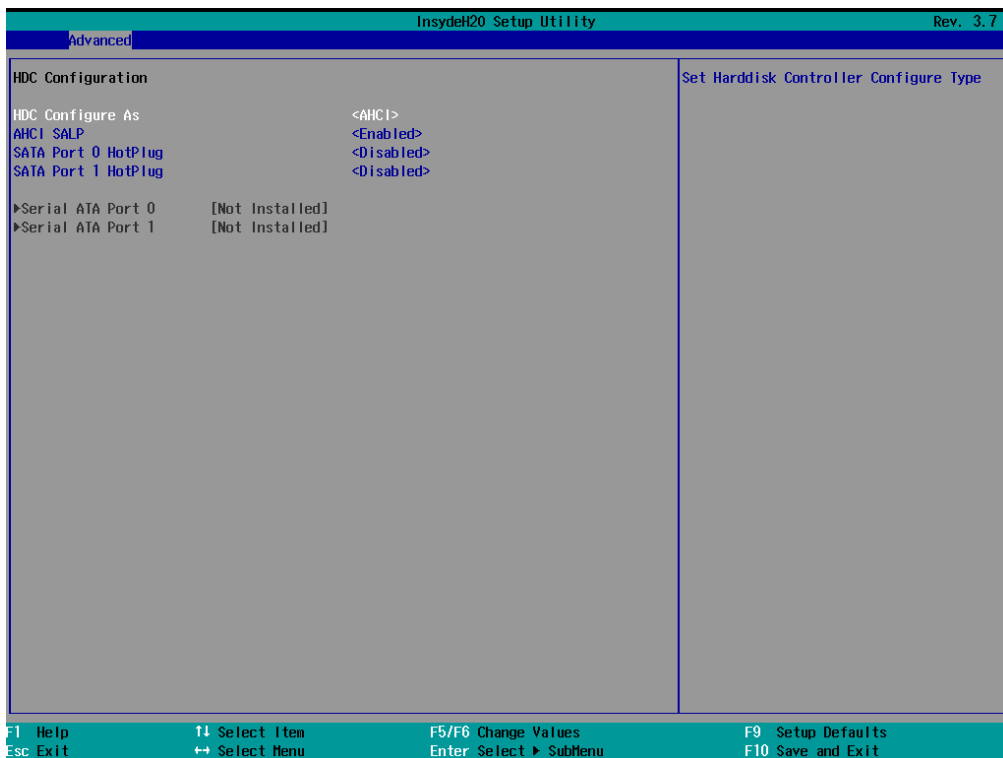 InsydeH20 Setup Utility Rev. 3.7
Advanced
HDC Configuration
Set Harddisk Controller Configure Type
HDC Configure As <AHCI>
AHCI SALP <Enabled>
SATA Port 0 HotPlug <Disabled>
SATA Port 1 HotPlug <Disabled>
▶Serial ATA Port 0 [Not Installed]
▶Serial ATA Port 1 [Not Installed]
F1 Help ↑↓ Select Item F5/F6 Change Values F9 Setup Defaults
Esc Exit ↔ Select Menu Enter Select ▶ SubMenu F10 Save and Exit